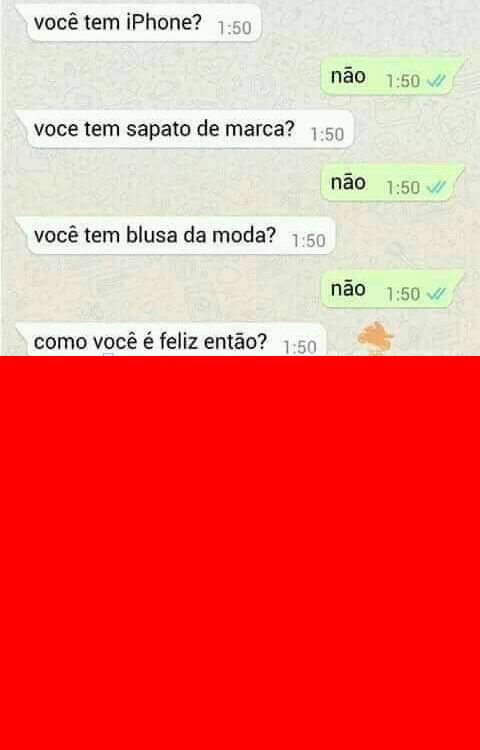 você tem iPhone? 1:50
não 1:50
voce tem sapato de marca? 1:50
não 1:50
você tem blusa da moda? 1:50
não 1:50
como você é feliz então? 1:50